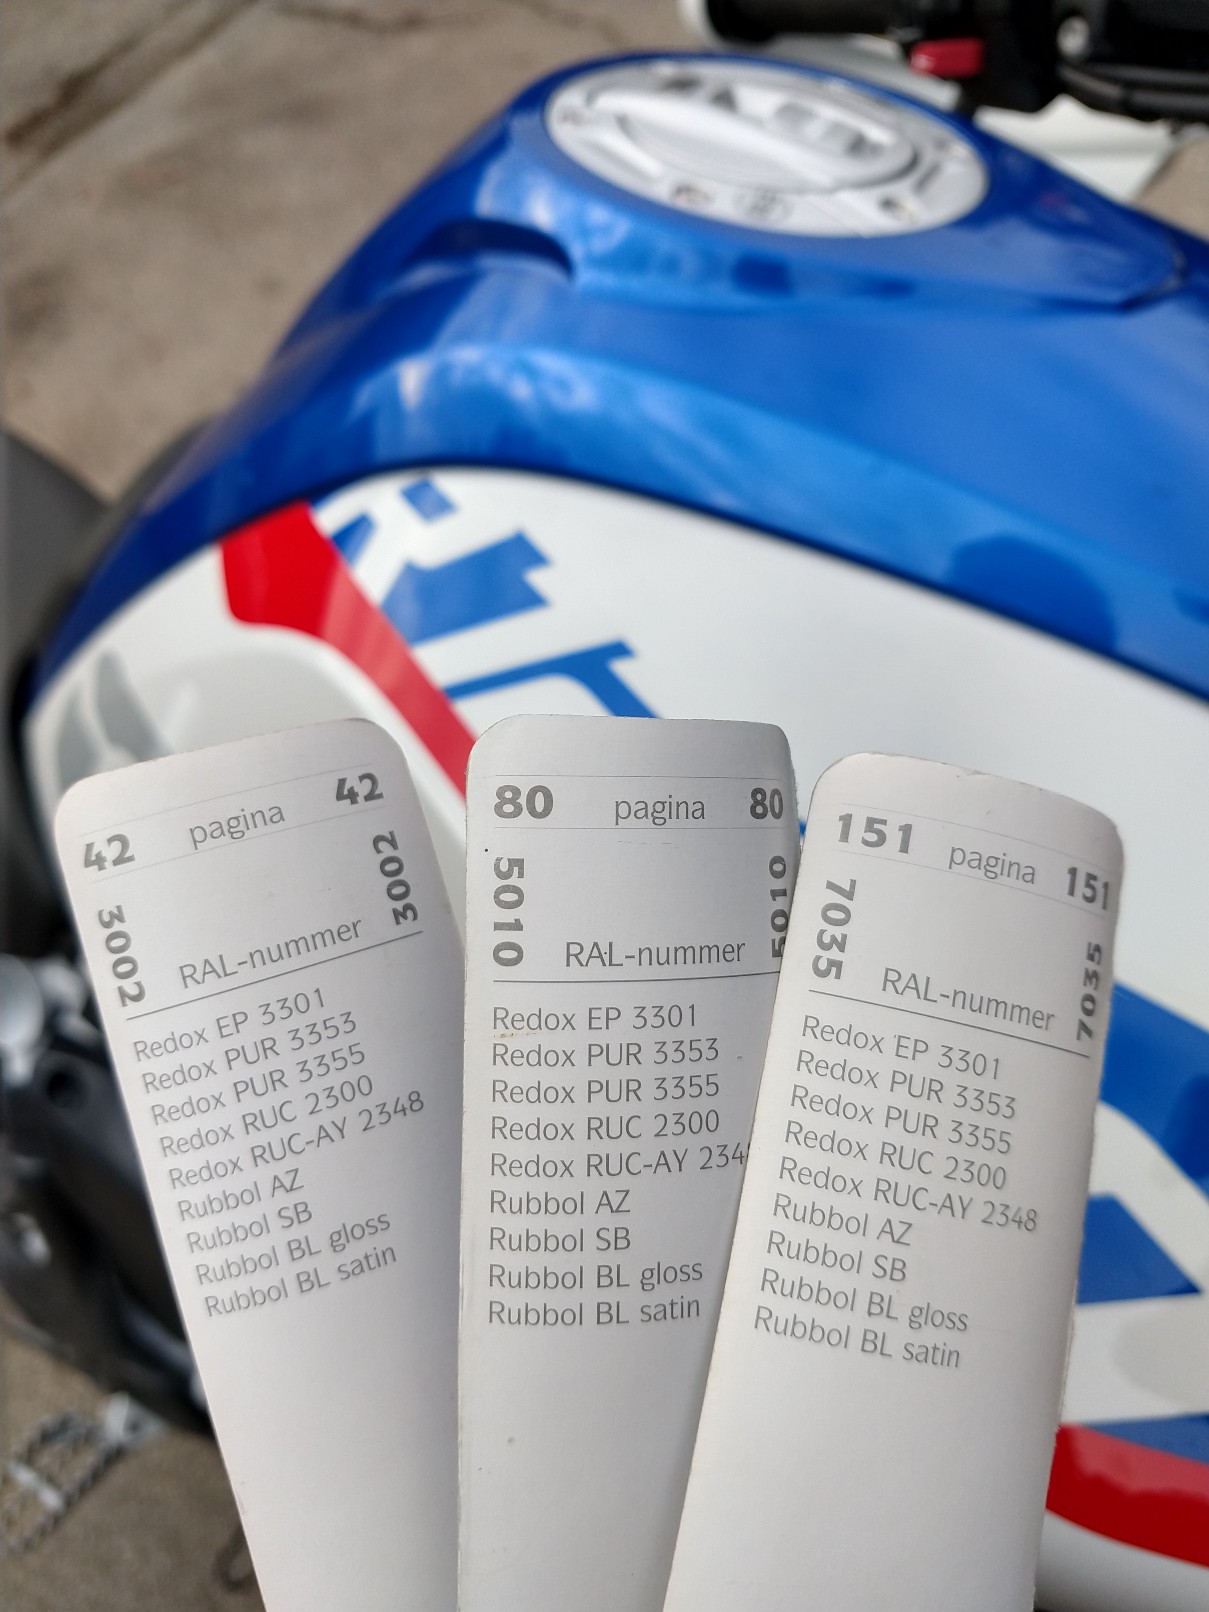 42 pagina 42
3002 3002
RAL-nummer
Redox EP 3301
Redox PUR 3353
Redox PUR 3355
Redox RUC 2300
Redox RUC-AY 2348
Rubbol AZ
Rubbol SB
Rubbol BL gloss
Rubbol BL satin
80 pagina 80
5010 5010
RAL-nummer
Redox EP 3301
Redox PUR 3353
Redox PUR 3355
Redox RUC 2300
Redox RUC-AY 234
Rubbol AZ
Rubbol SB
Rubbol BL gloss
Rubbol BL satin
151 pagina 151
7035 7035
RAL-nummer
Redox EP 3301
Redox PUR 3353
Redox PUR 3355
Redox RUC 2300
Redox RUC-AY 2348
Rubbol AZ
Rubbol SB
Rubbol BL gloss
Rubbol BL satin